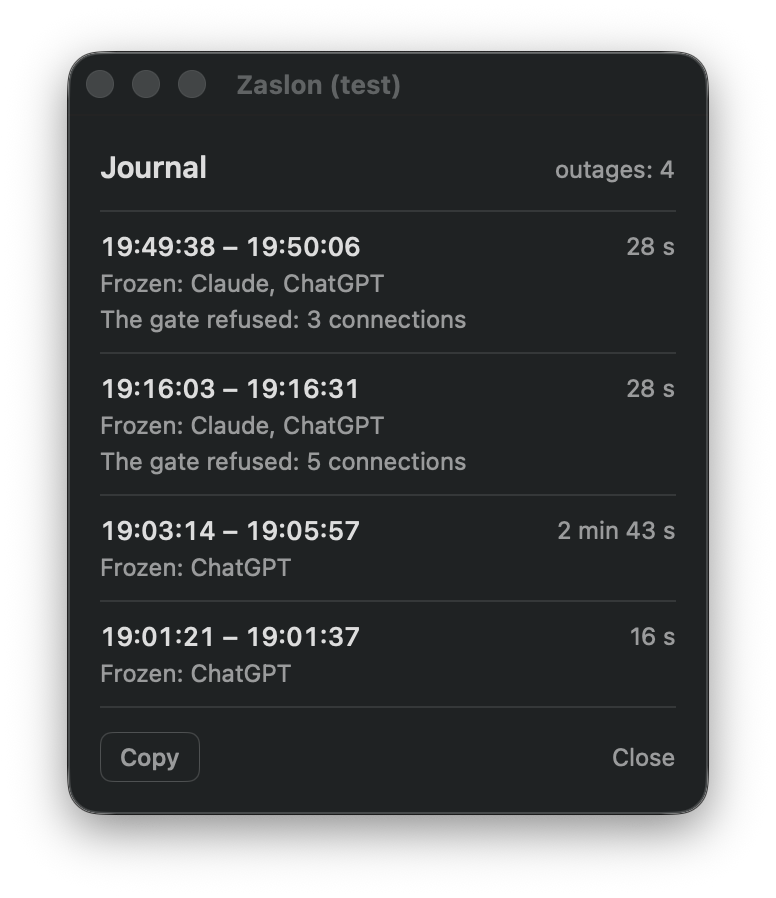 Zaslon (test)
Journal
outages: 4
19:49:38 – 19:50:06
28 s
Frozen: Claude, ChatGPT
The gate refused: 3 connections
19:16:03 – 19:16:31
28 s
Frozen: Claude, ChatGPT
The gate refused: 5 connections
19:03:14 – 19:05:57
2 min 43 s
Frozen: ChatGPT
19:01:21 – 19:01:37
16 s
Frozen: ChatGPT
Copy
Close